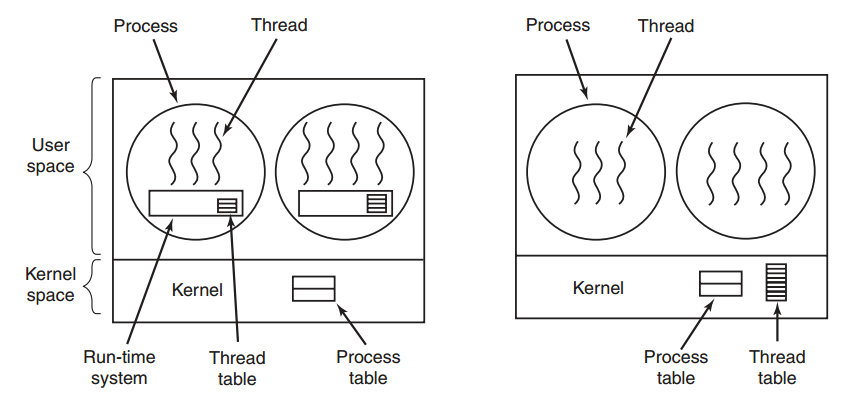 Process
Thread
User
space
Kernel
space
Kernel
Run-time
system
Thread
table
Process
table
Process
Thread
Kernel
Process
table
Thread
table